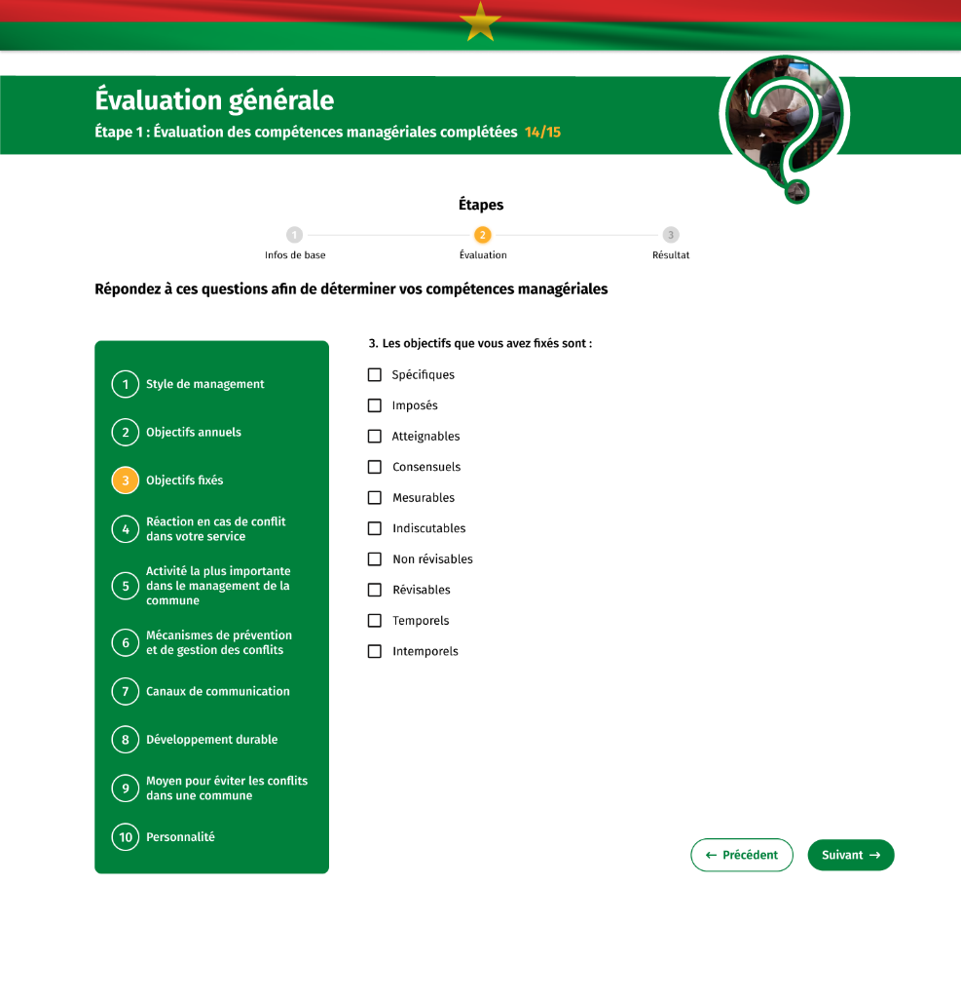 Évaluation générale
Étape 1 : Évaluation des compétences managériales complétées 14/15
Étapes
1
2
3
Infos de base
Évaluation
Résultat
Répondez à ces questions afin de déterminer vos compétences managériales
1 Style de management
2 Objectifs annuels
3 Objectifs fixés
4 Réaction en cas de conflit
dans votre service
5 Activité la plus importante
dans le management de la
commune
6 Mécanismes de prévention
et de gestion des conflits
7 Canaux de communication
8 Développement durable
9 Moyen pour éviter les conflits
dans une commune
10 Personnalité
3. Les objectifs que vous avez fixés sont :
Spécifiques
Imposés
Atteignables
Consensuels
Mesurables
Indiscutables
Non révisables
Révisables
Temporels
Intemporels
← Précédent
Suivant →